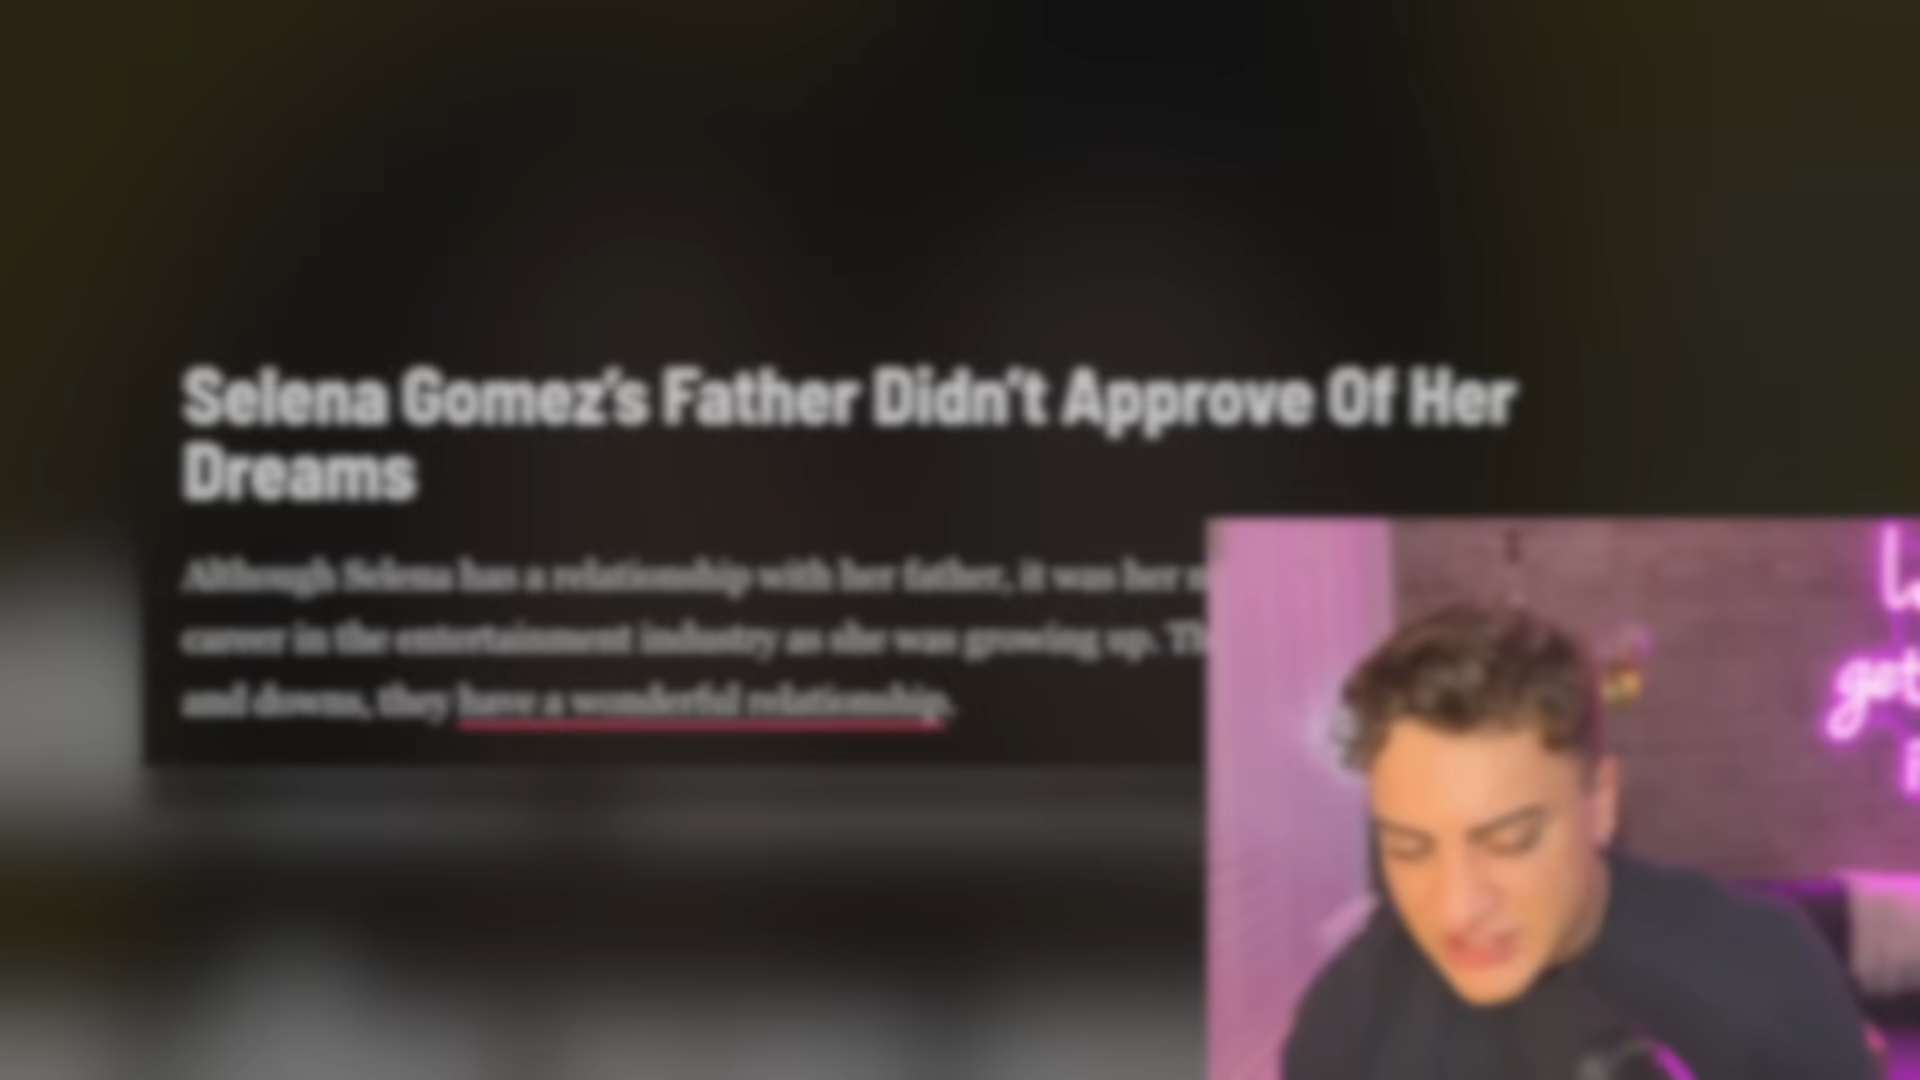 Selena Gomez's Father Didn't Approve Of Her
Dreams
Although Selena has a relationship with her father, it was her
career in the entertainment industry as she was growing up.
and downs, they have a wonderful relationship.
get